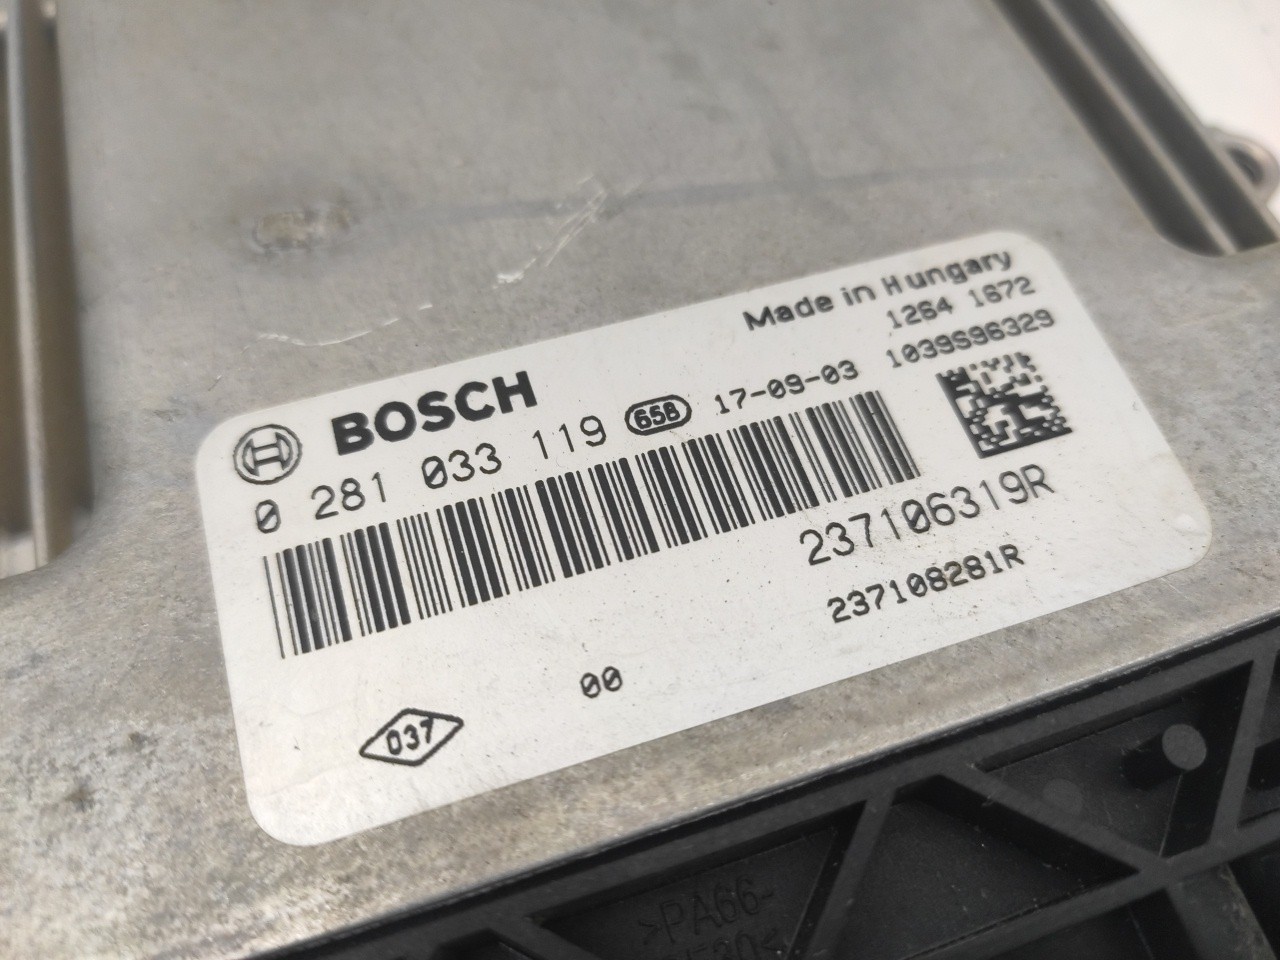 Made in Hungary
1264 1672
1039S96329
BOSCH
0 281 033 119 658 17-09-03
237106319R
237108281R
00
037
>PA66-